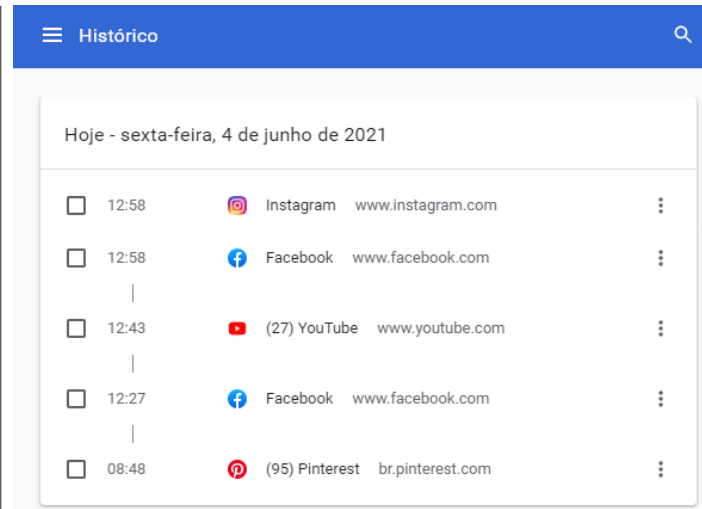 Histórico
Hoje - sexta-feira, 4 de junho de 2021
12:58 Instagram www.instagram.com
12:58 Facebook www.facebook.com
12:43 (27) YouTube www.youtube.com
12:27 Facebook www.facebook.com
08:48 (95) Pinterest br.pinterest.com